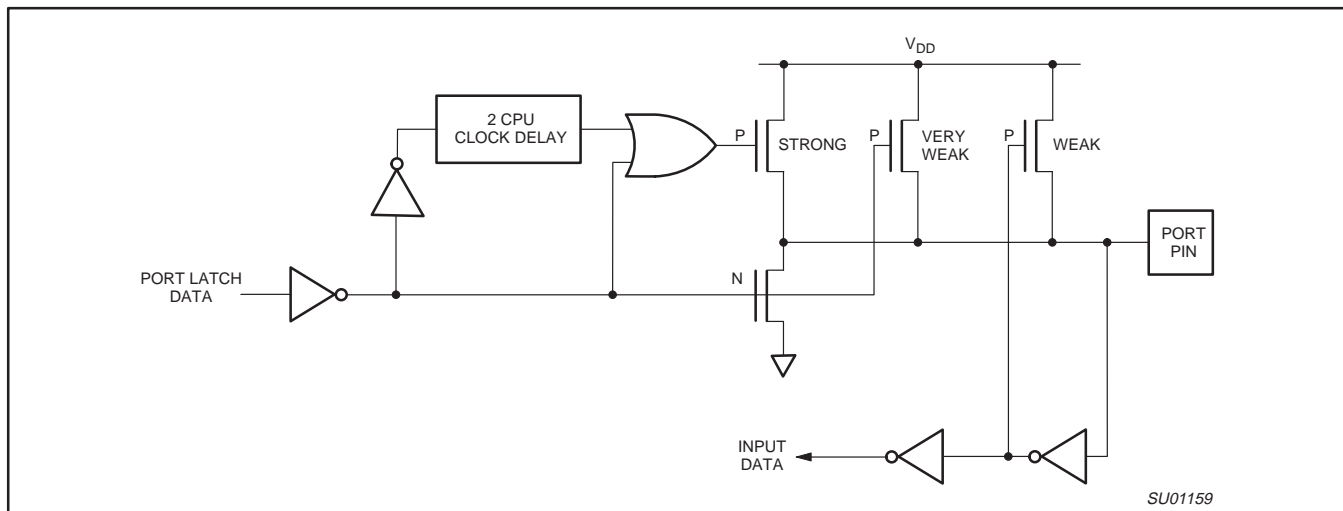 V_DD
2 CPU
CLOCK DELAY
P
STRONG
P
VERY
WEAK
P
WEAK
PORT
PIN
PORT LATCH
DATA
N
INPUT
DATA
SU01159